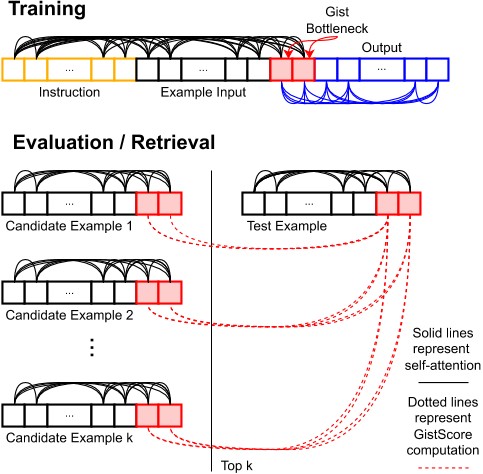 Training
Gist
Bottleneck
Output
...
...
...
Instruction
Example Input
Evaluation / Retrieval
...
...
Candidate Example 1
Test Example
...
Candidate Example 2
...
Solid lines
represent
self-attention
...
Dotted lines
represent
GistScore
computation
Candidate Example k
Top k